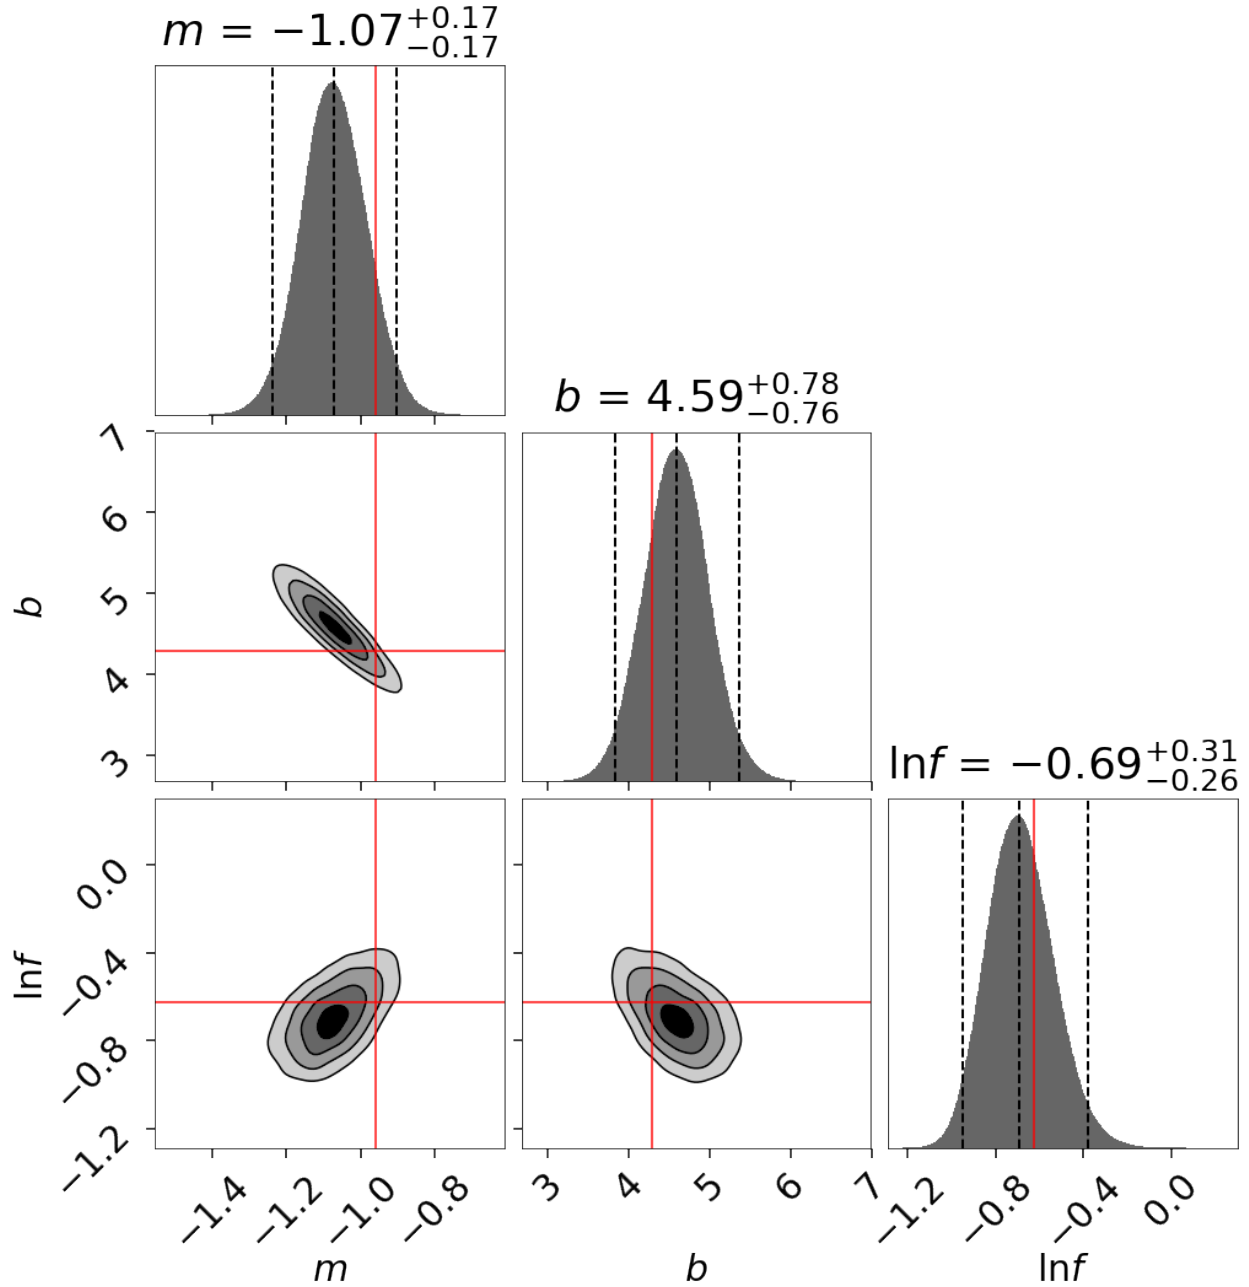 m = −1.07+0.17−0.17
b = 4.59+0.78−0.76
7
6
5
4
3
b
lnf = −0.69+0.31−0.26
0.0
−0.4
−0.8
−1.2
lnf
−1.4 −1.2 −1.0 −0.8
3 4 5 6 7
−1.2 −0.8 −0.4 0.0
m b lnf